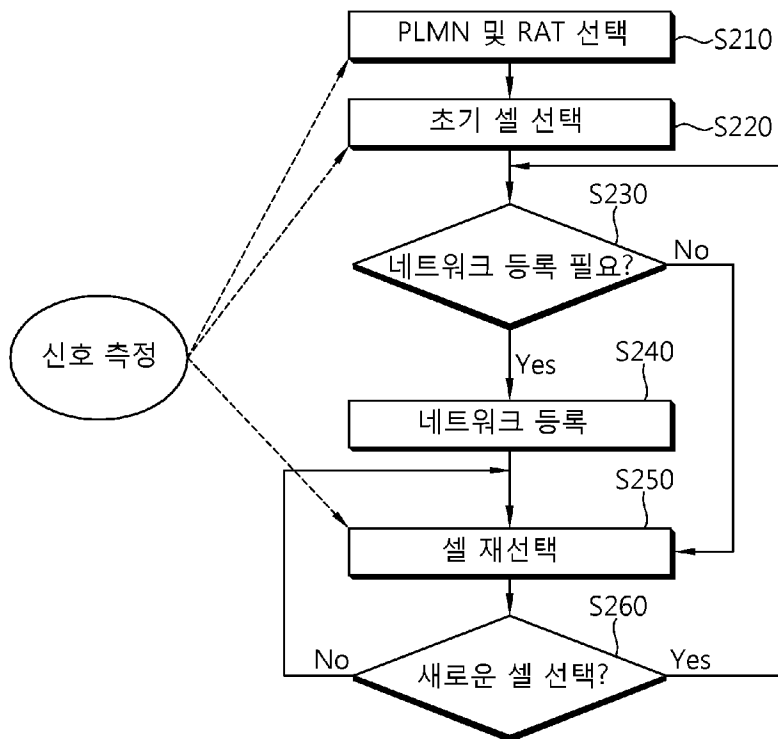 PLMN 및 RAT 선택
S210
초기 셀 선택
S220
S230
네트워크 등록 필요?
No
신호 측정
Yes
S240
네트워크 등록
S250
셀 재선택
S260
No
새로운 셀 선택?
Yes